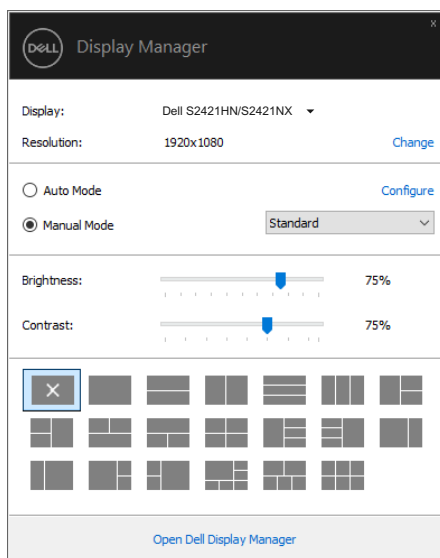 x
DELL Display Manager
Display: Dell S2421HN/S2421NX
Resolution: 1920x1080 Change
Auto Mode Configure
Manual Mode Standard
Brightness: 75%
Contrast: 75%
Open Dell Display Manager